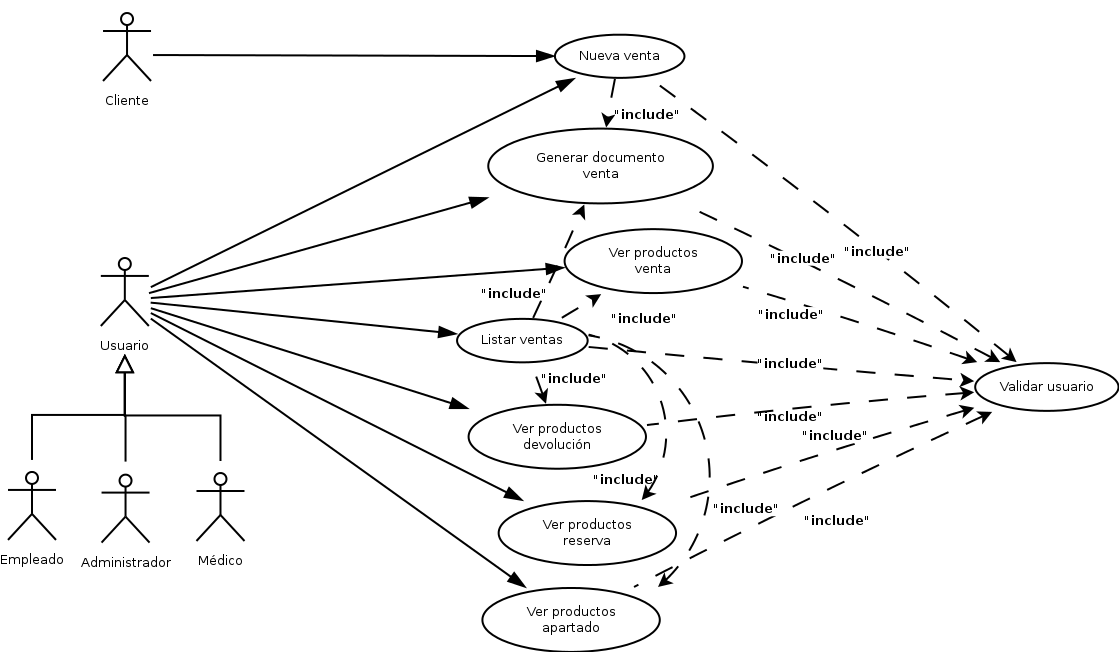 Cliente
Nueva venta
"include"
Generar documento
venta
"include"
"include"
Ver productos
venta
"include"
"include"
"include"
Usuario
Listar ventas
"include"
"include"
Validar usuario
Ver productos
devolución
"include"
"include"
"include"
"include"
"include"
Ver productos
reserva
Empleado
Administrador
Médico
Ver productos
apartado